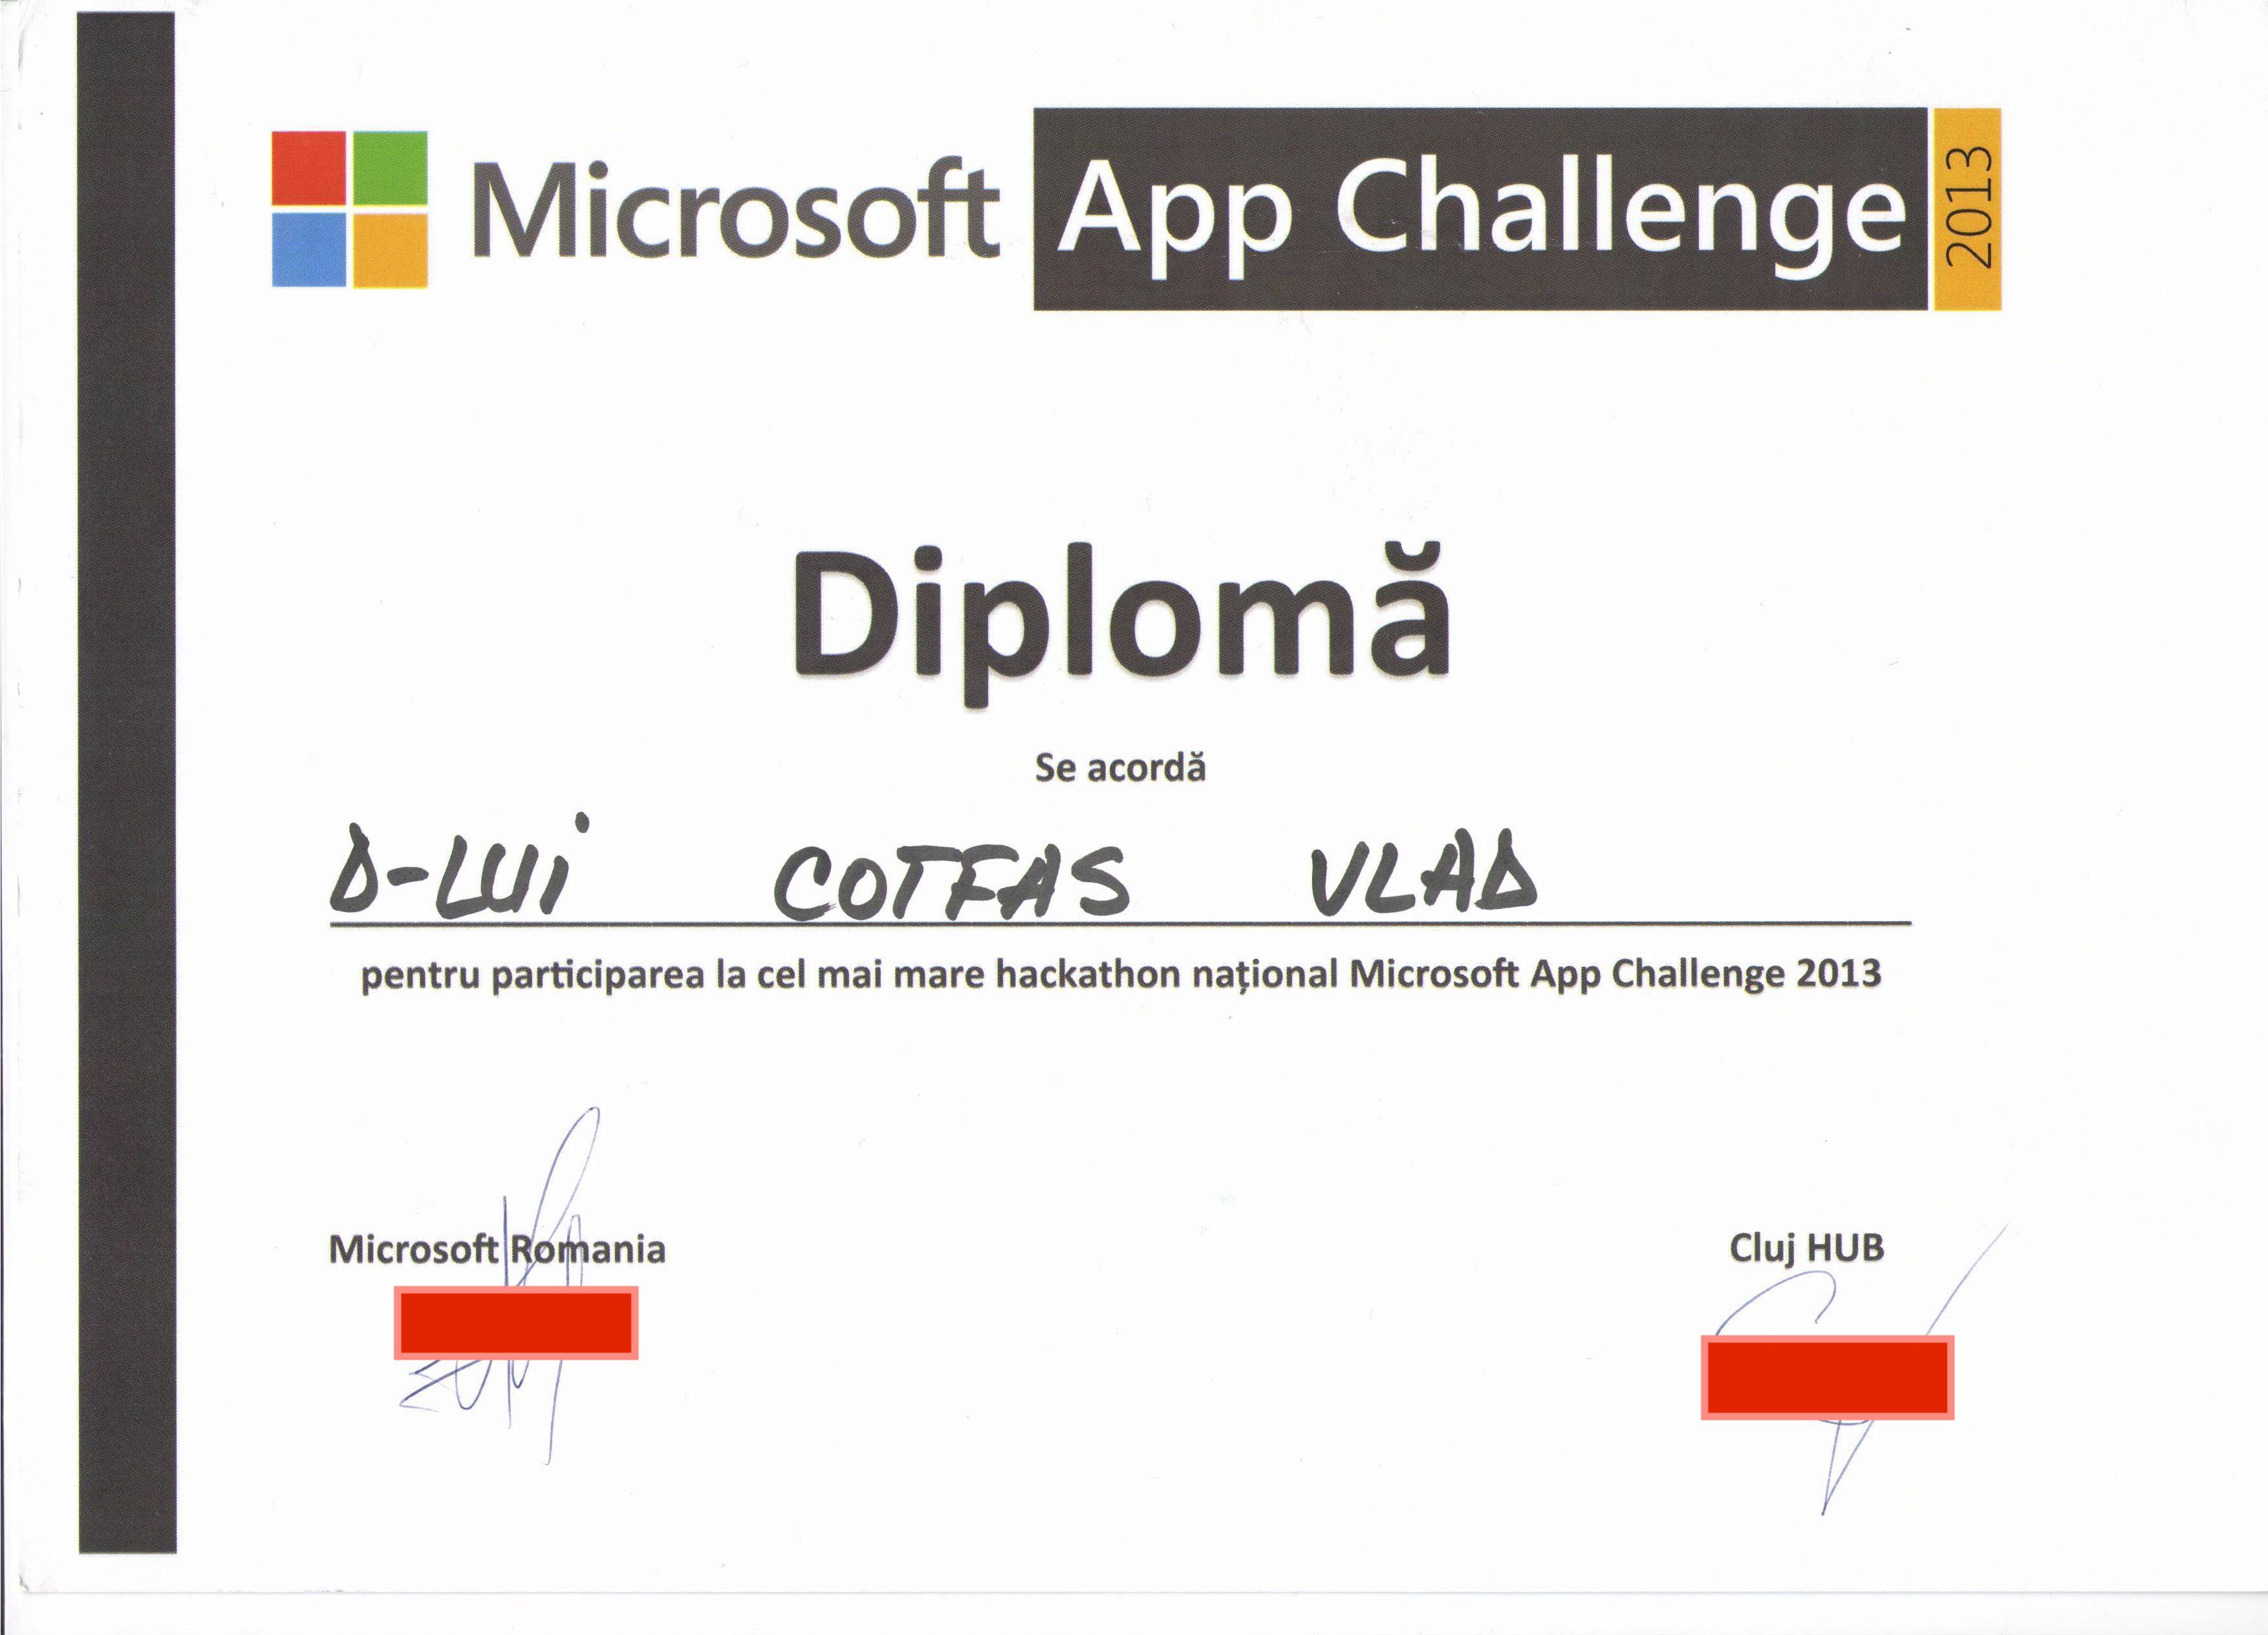 Microsoft App Challenge 2013
Diplomă
Se acordă
D-LUI COTFAS VLAD
pentru participarea la cel mai mare hackathon național Microsoft App Challenge 2013
Microsoft Romania
Cluj HUB